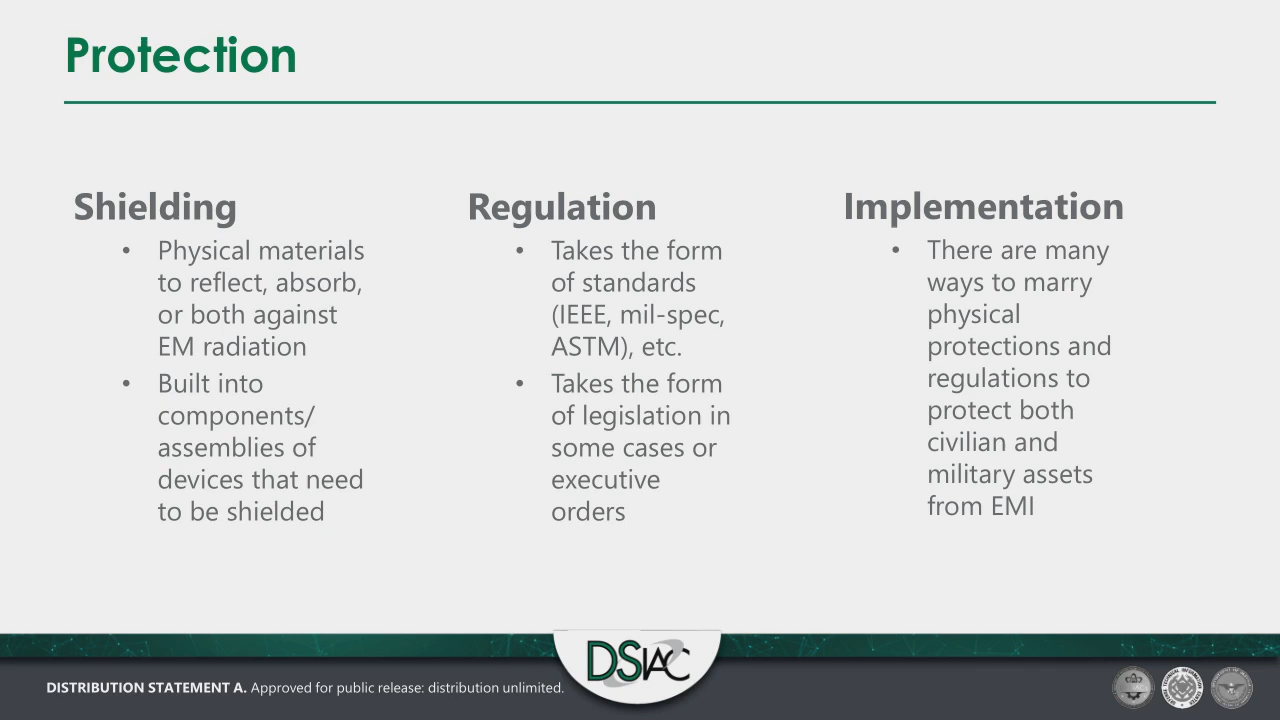 Protection
Shielding
• Physical materials
to reflect, absorb,
or both against
EM radiation
• Built into
components/
assemblies of
devices that need
to be shielded
Regulation
• Takes the form
of standards
(IEEE, mil-spec,
ASTM), etc.
• Takes the form
of legislation in
some cases or
executive
orders
Implementation
• There are many
ways to marry
physical
protections and
regulations to
protect both
civilian and
military assets
from EMI
DISTRIBUTION STATEMENT A. Approved for public release: distribution unlimited.
DSIAC